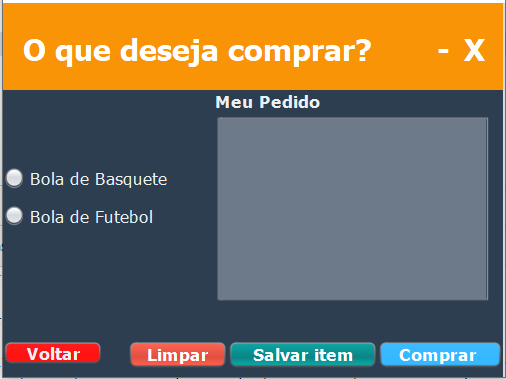 O que deseja comprar? - X
Meu Pedido
Bola de Basquete
Bola de Futebol
Voltar Limpar Salvar item Comprar